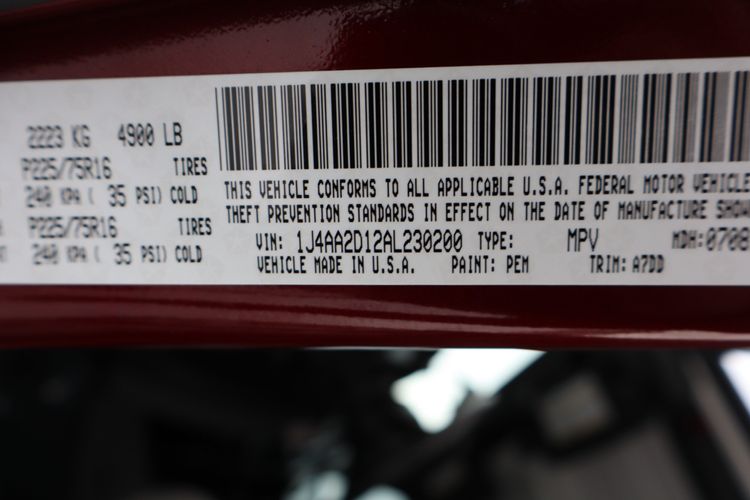 2223 KG 4900 LB
P225/75R16 TIRES
240 KPA ( 35 PSI) COLD
P225/75R16 TIRES
240 KPA ( 35 PSI) COLD
THIS VEHICLE CONFORMS TO ALL APPLICABLE U.S.A. FEDERAL MOTOR VEHICLE
THEFT PREVENTION STANDARDS IN EFFECT ON THE DATE OF MANUFACTURE SHOW
VIN: 1J4AA2D12AL230200 TYPE: MPV MDH:0708
VEHICLE MADE IN U.S.A. PAINT: PEM TRIM: A7DD